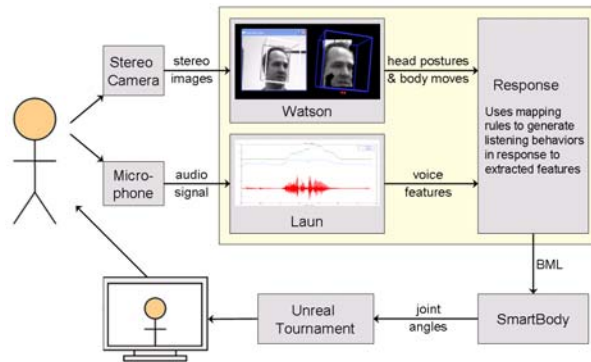 Stereo
Camera
stereo
images
Watson
head postures
& body moves
Response
Uses mapping
rules to generate
listening behaviors
in response to
extracted features
Micro-
phone
audio
signal
Laun
voice
features
BML
SmartBody
joint
angles
Unreal
Tournament